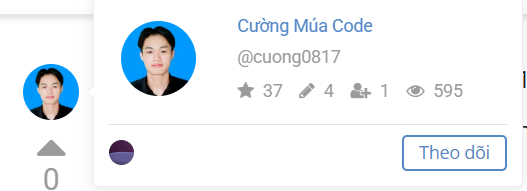 Cường Múa Code
@cuong0817
37 4 1 595
Theo dõi
0